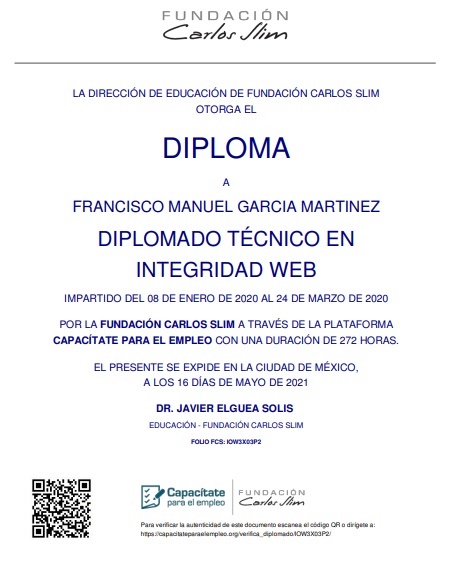 FUNDACIÓN
Carlos Slim
LA DIRECCIÓN DE EDUCACIÓN DE FUNDACIÓN CARLOS SLIM
OTORGA EL
DIPLOMA
A
FRANCISCO MANUEL GARCIA MARTINEZ
DIPLOMADO TÉCNICO EN
INTEGRIDAD WEB
IMPARTIDO DEL 08 DE ENERO DE 2020 AL 24 DE MARZO DE 2020
POR LA FUNDACIÓN CARLOS SLIM A TRAVÉS DE LA PLATAFORMA
CAPACÍTATE PARA EL EMPLEO CON UNA DURACIÓN DE 272 HORAS.
EL PRESENTE SE EXPIDE EN LA CIUDAD DE MÉXICO,
A LOS 16 DÍAS DE MAYO DE 2021
DR. JAVIER ELGUEA SOLIS
EDUCACIÓN - FUNDACIÓN CARLOS SLIM
FOLIO FCS: IOW3X03P2
Capacítate
para el empleo
FUNDACIÓN
Carlos Slim
Para verificar la autenticidad de este documento escanea el código QR o dirígete a:
https://capacitateparaelempleo.org/verifica_diplomado/IOW3X03P2/